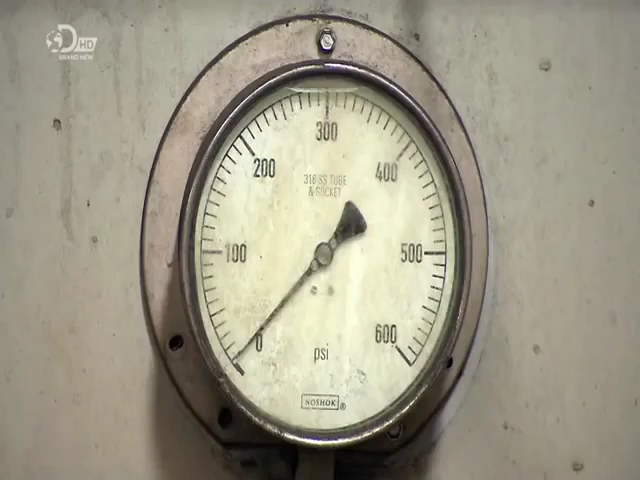 D HD
BRAND NEW
300
200
400
316 SS TUBE
& SOCKET
100
500
0
600
psi
NOSHOK ®